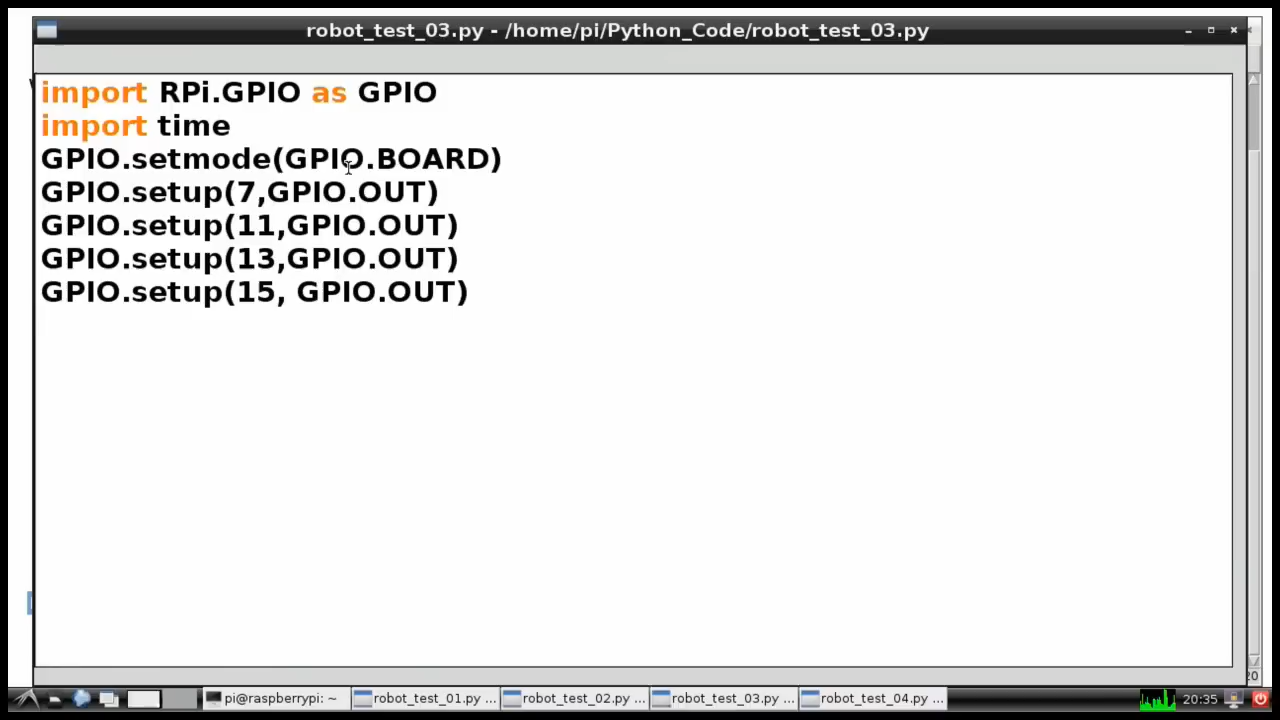 robot_test_03.py - /home/pi/Python_Code/robot_test_03.py
import RPi.GPIO as GPIO
import time
GPIO.setmode(GPIO.BOARD)
GPIO.setup(7,GPIO.OUT)
GPIO.setup(11,GPIO.OUT)
GPIO.setup(13,GPIO.OUT)
GPIO.setup(15, GPIO.OUT)
20
pi@raspberrypi: ~ robot_test_01.py ... robot_test_02.py ... robot_test_03.py ... robot_test_04.py ... 20:35